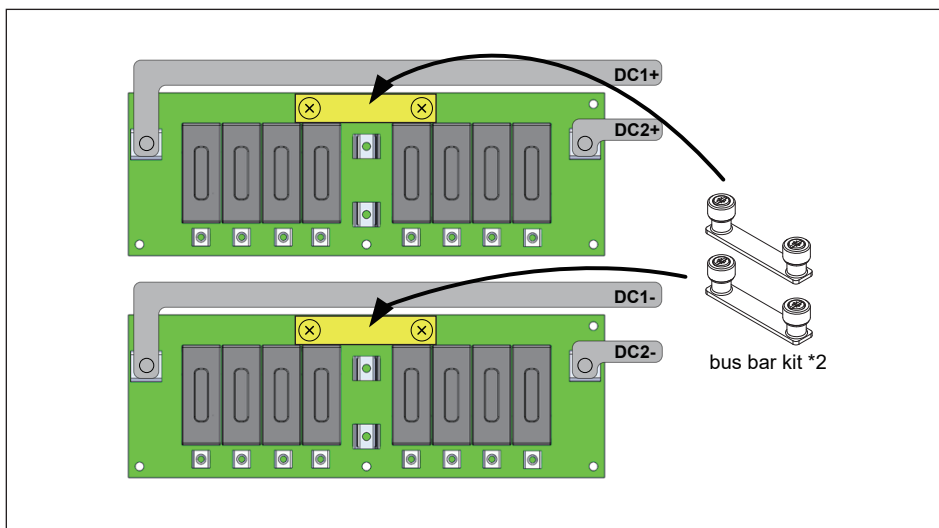 DC1+
DC2+
DC1-
DC2-
bus bar kit *2